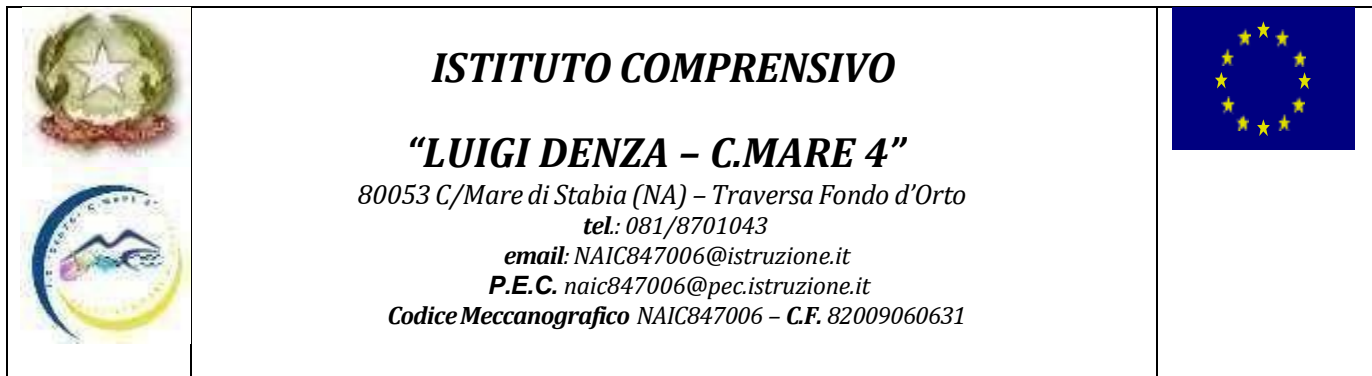 ISTITUTO COMPRENSIVO
“LUIGI DENZA – C.MARE 4”
80053 C/Mare di Stabia (NA) – Traversa Fondo d’Orto
tel.: 081/8701043
email: NAIC847006@istruzione.it
P.E.C. naic847006@pec.istruzione.it
Codice Meccanografico NAIC847006 – C.F. 82009060631